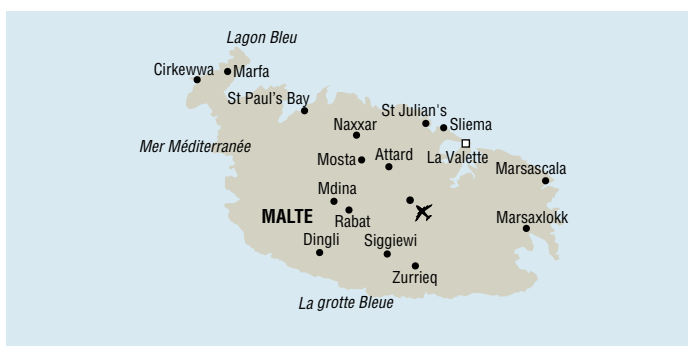 Lagon Bleu
Cirkewwa
Marfa
St Paul's Bay
St Julian's
Sliema
Naxxar
Mer Méditerranée
Mosta
Attard
La Valette
Marsascala
Mdina
MALTE
Rabat
Marsaxlokk
Dingli
Siggiewi
Zurrieq
La grotte Bleue